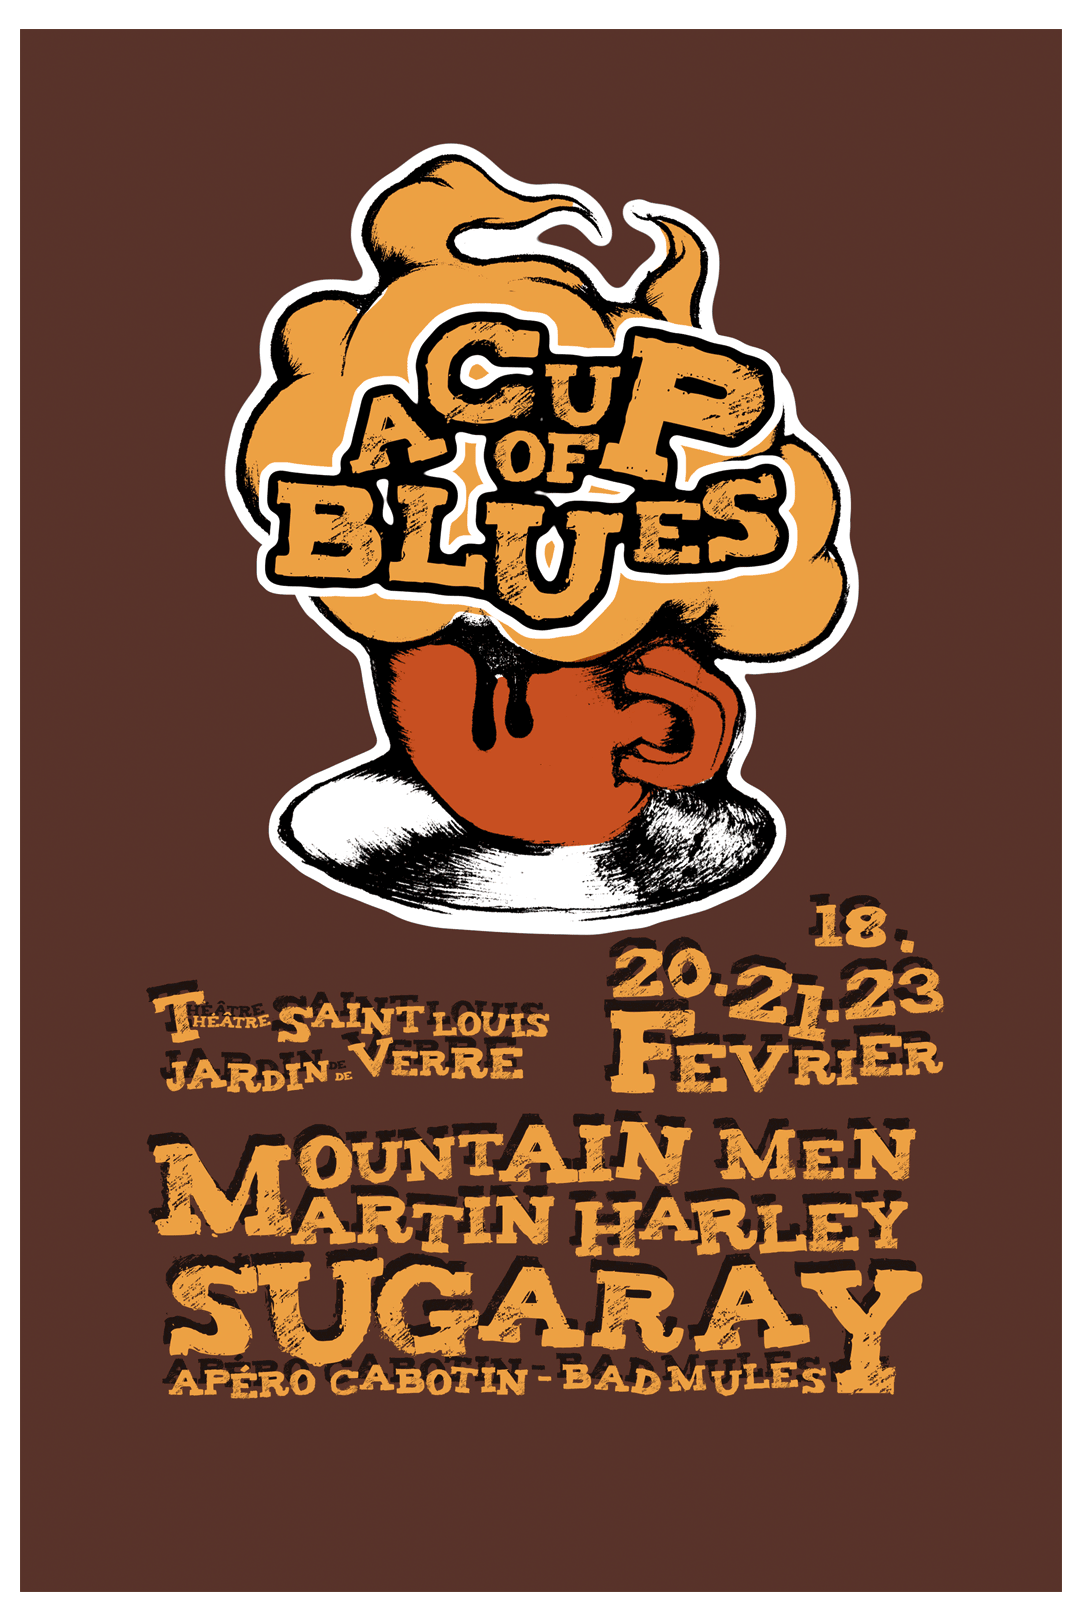 A CUP
OF
BLUES
18.
20.21.23
FEVRIER
THÉÂTRE SAINT LOUIS
JARDIN DE VERRE
MOUNTAIN MEN
MARTIN HARLEY
SUGARAY
APÉRO CABOTIN - BAD MULES